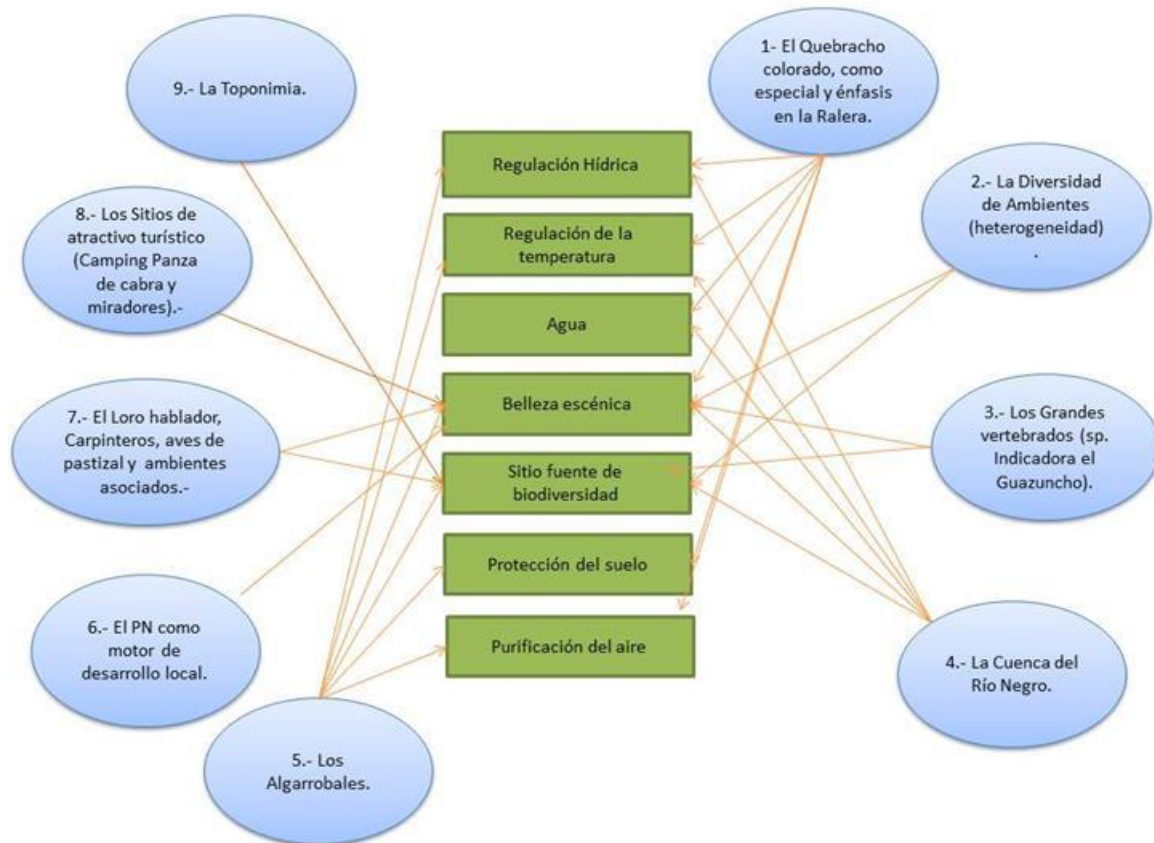 9.- La Toponimia.
1- El Quebracho
colorado, como
especial y énfasis
en la Ralera.
Regulación Hídrica
2.- La Diversidad
de Ambientes
(heterogeneidad)
.
8.- Los Sitios de
atractivo turístico
(Camping Panza
de cabra y
miradores).-
Regulación de la
temperatura
Agua
Belleza escénica
7.- El Loro hablador,
Carpinteros, aves de
pastizal y ambientes
asociados.-
3.- Los Grandes
vertebrados (sp.
Indicadora el
Guazuncho).
Sitio fuente de
biodiversidad
Protección del suelo
6.- El PN como
motor de
desarrollo local.
Purificación del aire
4.- La Cuenca del
Río Negro.
5.- Los
Algarrobales.